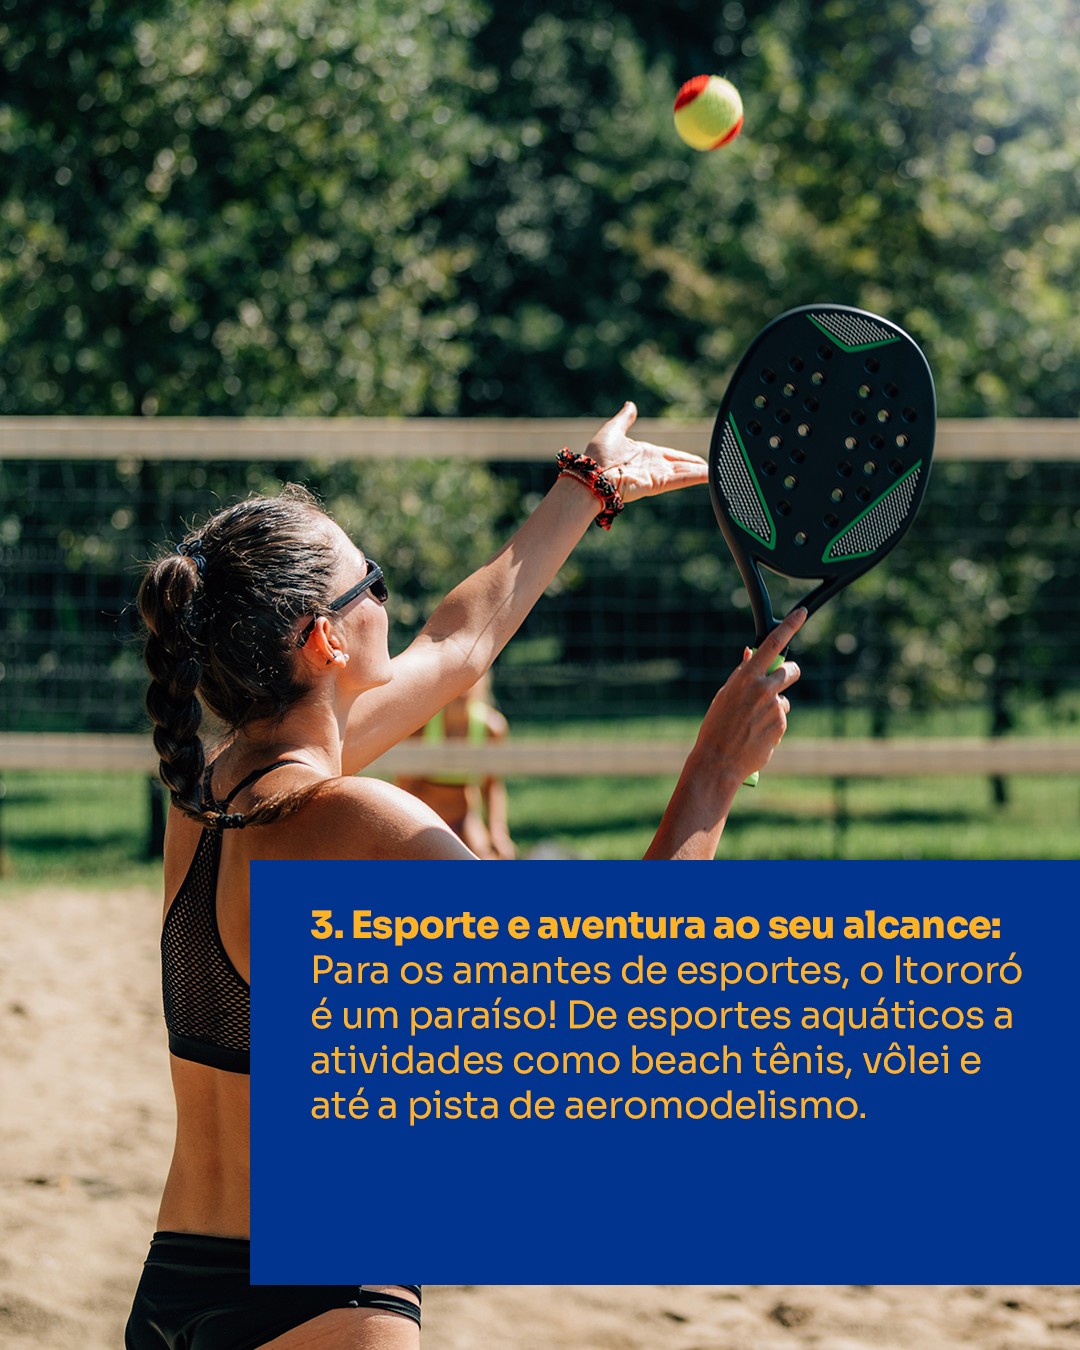 3. Esporte e aventura ao seu alcance:
Para os amantes de esportes, o Itororó
é um paraíso! De esportes aquáticos a
atividades como beach tênis, vôlei e
até a pista de aeromodelismo.